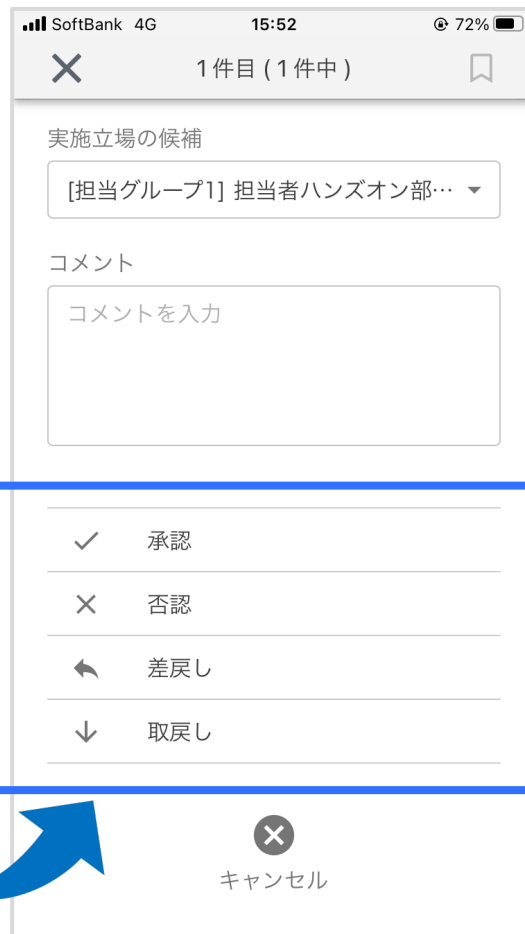 SoftBank 4G 15:52 72%
1件目 ( 1件中 )
実施立場の候補
[担当グループ1] 担当者ハンズオン部…
コメント
コメントを入力
承認
否認
差戻し
取戻し
キャンセル